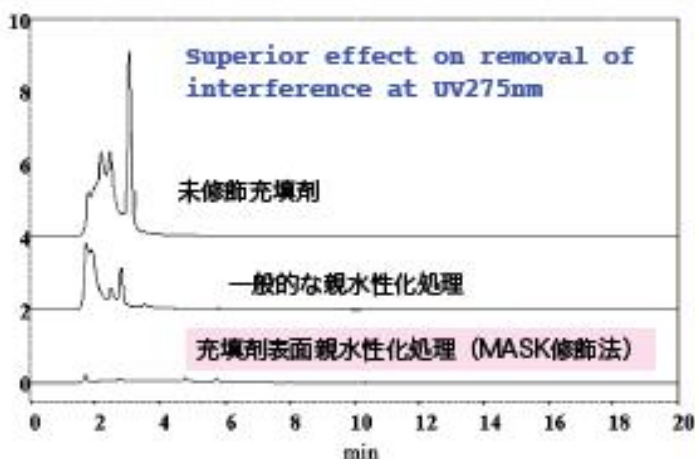 10
Superior effect on removal of
interference at UV275nm
8
6
未修飾充填剤
4
一般的な親水性化処理
2
充填剤表面親水性化処理（MASK修飾法）
0
0 2 4 6 8 10 12 14 16 18 20
min